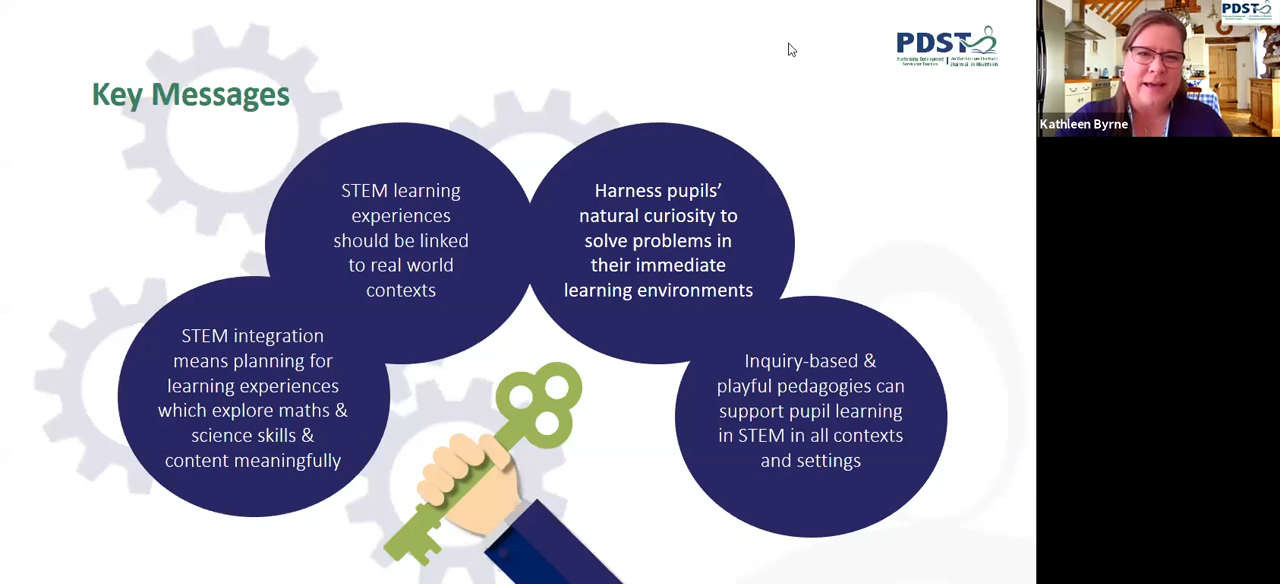 Key Messages
PDST
STEM integration
means planning for
learning experiences
which explore maths &
science skills &
content meaningfully
STEM learning
experiences
should be linked
to real world
contexts
Harness pupils’
natural curiosity to
solve problems in
their immediate
learning environments
Inquiry-based &
playful pedagogies can
support pupil learning
in STEM in all contexts
and settings
PDST
Kathleen Byrne